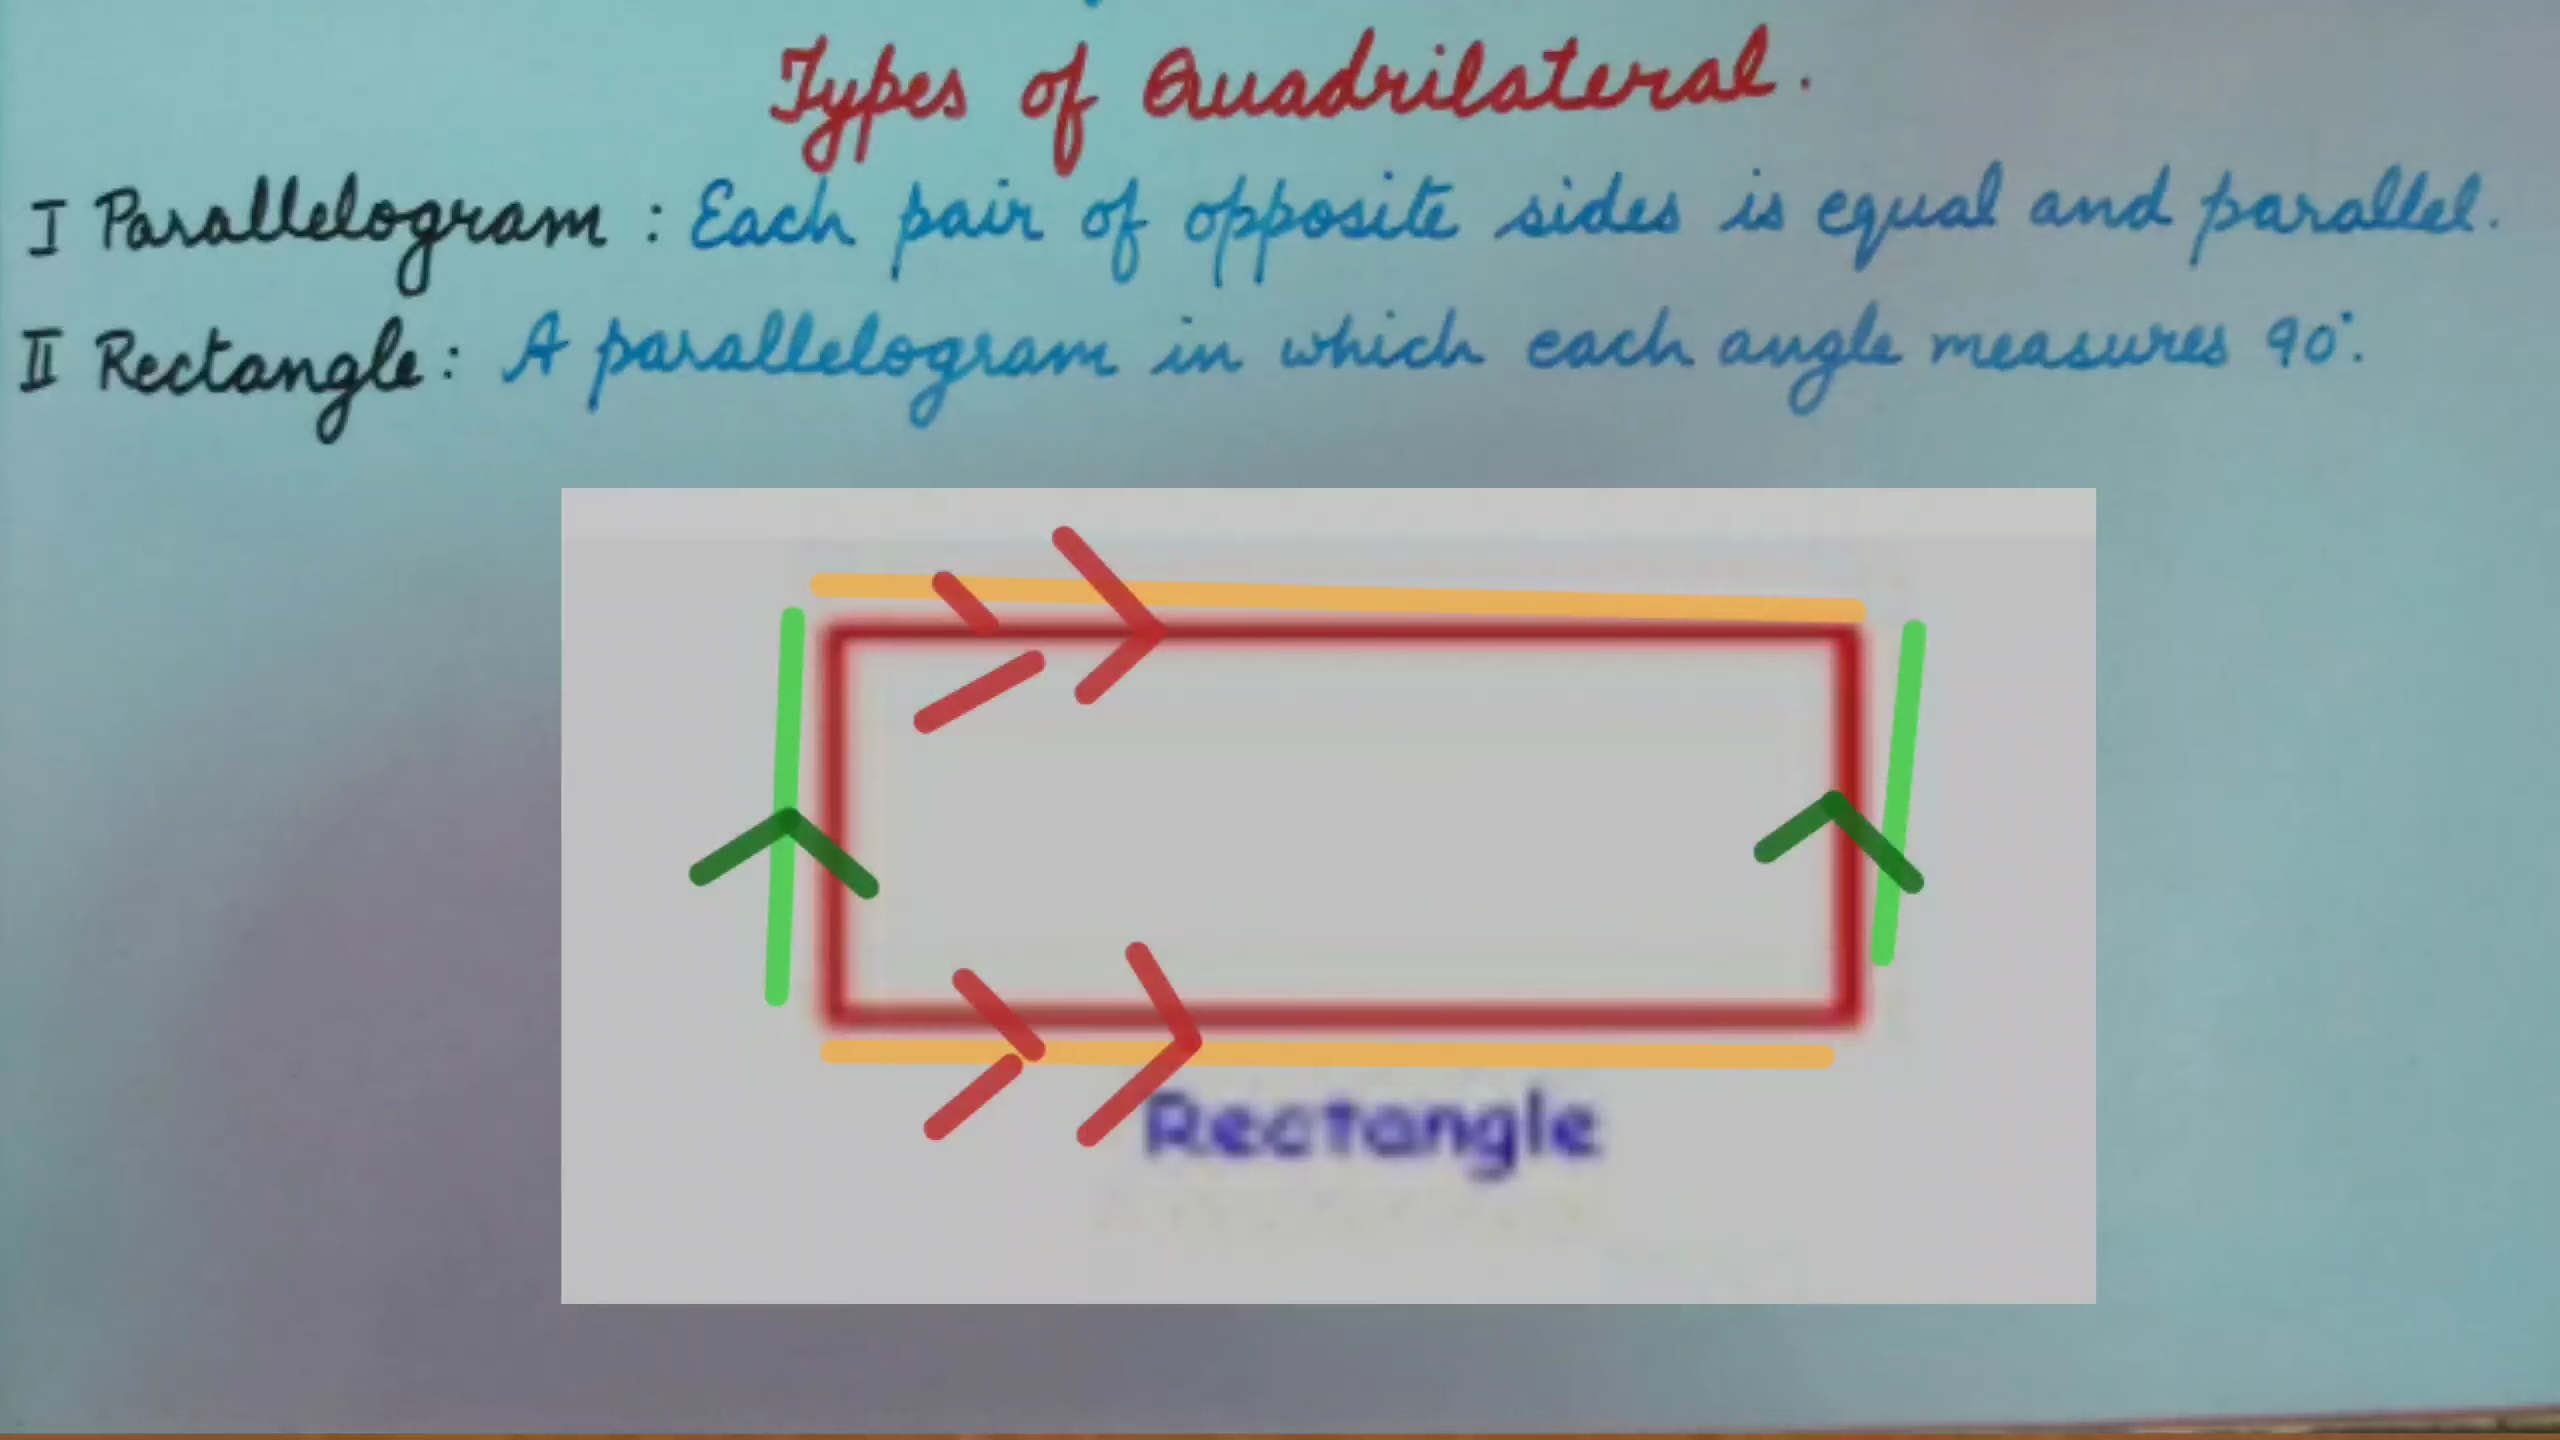 Types of Quadrilateral.
I Parallelogram : Each pair of opposite sides is equal and parallel.
II Rectangle : A parallelogram in which each angle measures 90°.
Rectangle